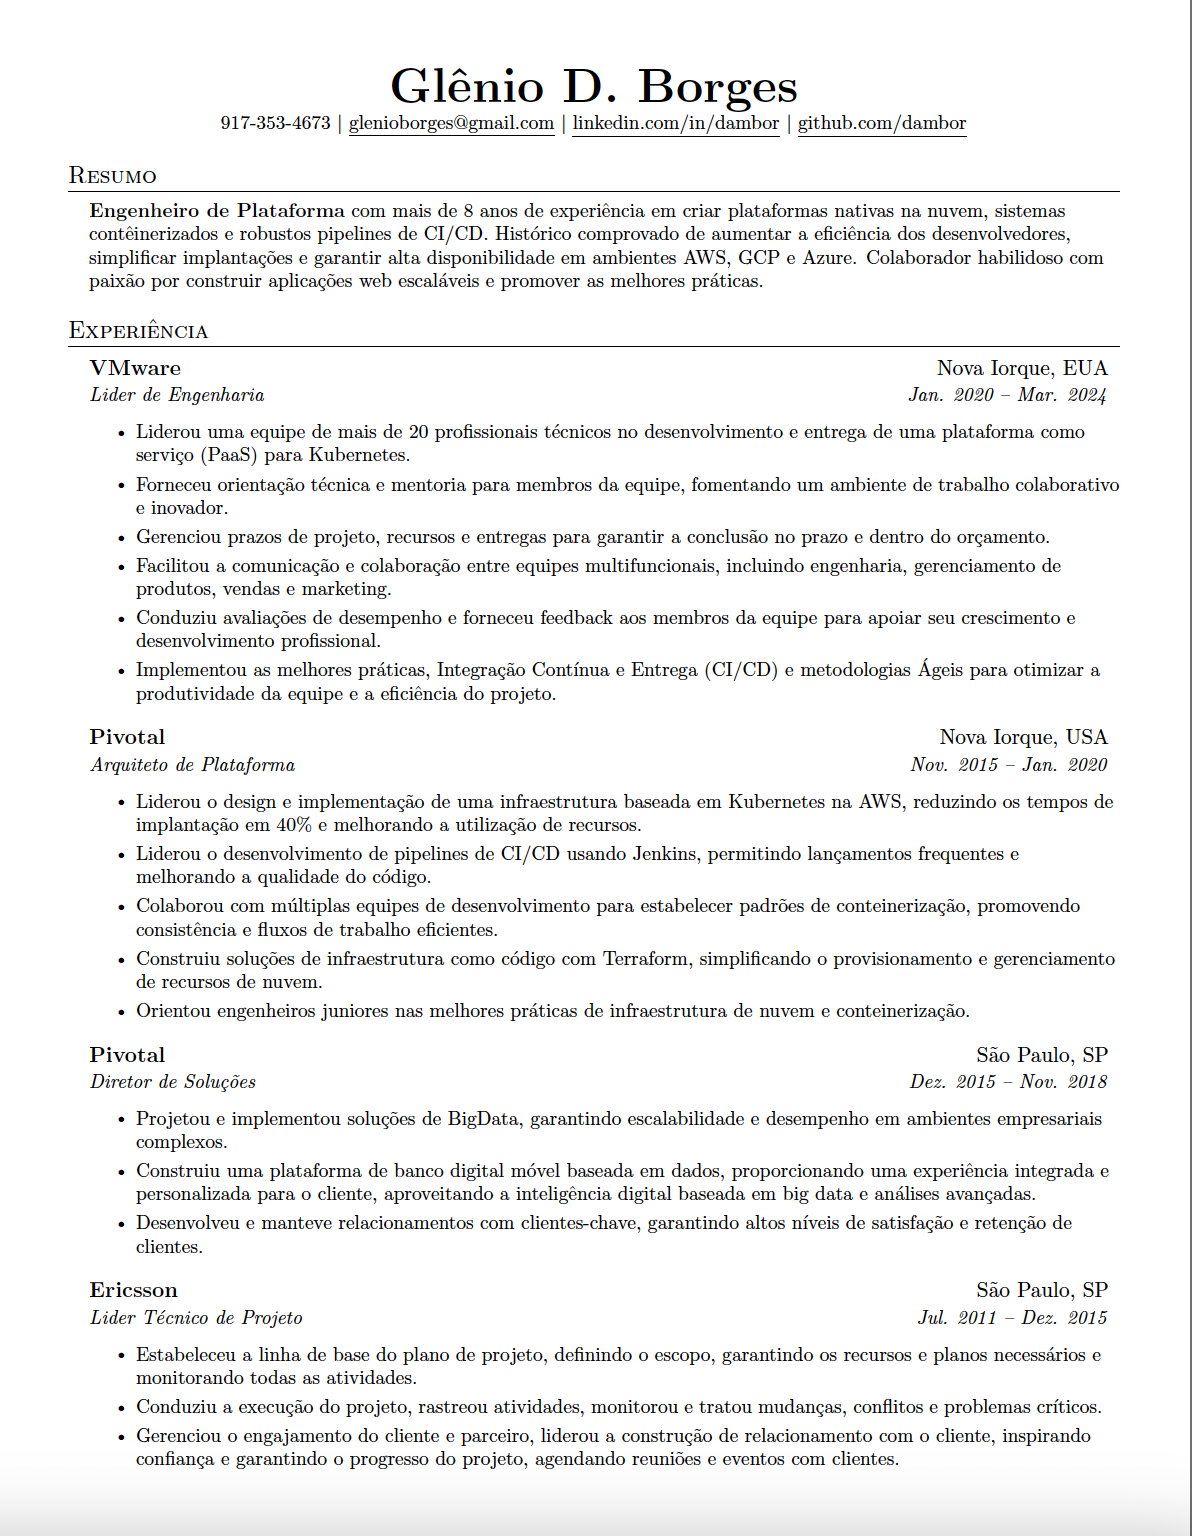 Glênio D. Borges
917-353-4673 | glenioborges@gmail.com | linkedin.com/in/dambor | github.com/dambor
Resumo
Engenheiro de Plataforma com mais de 8 anos de experiência em criar plataformas nativas na nuvem, sistemas
contêinerizados e robustos pipelines de CI/CD. Histórico comprovado de aumentar a eficiência dos desenvolvedores,
simplificar implantações e garantir alta disponibilidade em ambientes AWS, GCP e Azure. Colaborador habilidoso com
paixão por construir aplicações web escaláveis e promover as melhores práticas.
Experiência
VMware Nova Iorque, EUA
Lider de Engenharia Jan. 2020 – Mar. 2024
• Liderou uma equipe de mais de 20 profissionais técnicos no desenvolvimento e entrega de uma plataforma como
serviço (PaaS) para Kubernetes.
• Forneceu orientação técnica e mentoria para membros da equipe, fomentando um ambiente de trabalho colaborativo
e inovador.
• Gerenciou prazos de projeto, recursos e entregas para garantir a conclusão no prazo e dentro do orçamento.
• Facilitou a comunicação e colaboração entre equipes multifuncionais, incluindo engenharia, gerenciamento de
produtos, vendas e marketing.
• Conduziu avaliações de desempenho e forneceu feedback aos membros da equipe para apoiar seu crescimento e
desenvolvimento profissional.
• Implementou as melhores práticas, Integração Contínua e Entrega (CI/CD) e metodologias Ágeis para otimizar a
produtividade da equipe e a eficiência do projeto.
Pivotal Nova Iorque, USA
Arquiteto de Plataforma Nov. 2015 – Jan. 2020
• Liderou o design e implementação de uma infraestrutura baseada em Kubernetes na AWS, reduzindo os tempos de
implantação em 40% e melhorando a utilização de recursos.
• Liderou o desenvolvimento de pipelines de CI/CD usando Jenkins, permitindo lançamentos frequentes e
melhorando a qualidade do código.
• Colaborou com múltiplas equipes de desenvolvimento para estabelecer padrões de conteinerização, promovendo
consistência e fluxos de trabalho eficientes.
• Construiu soluções de infraestrutura como código com Terraform, simplificando o provisionamento e gerenciamento
de recursos de nuvem.
• Orientou engenheiros juniores nas melhores práticas de infraestrutura de nuvem e conteinerização.
Pivotal São Paulo, SP
Diretor de Soluções Dez. 2015 – Nov. 2018
• Projetou e implementou soluções de BigData, garantindo escalabilidade e desempenho em ambientes empresariais
complexos.
• Construiu uma plataforma de banco digital móvel baseada em dados, proporcionando uma experiência integrada e
personalizada para o cliente, aproveitando a inteligência digital baseada em big data e análises avançadas.
• Desenvolveu e manteve relacionamentos com clientes-chave, garantindo altos níveis de satisfação e retenção de
clientes.
Ericsson São Paulo, SP
Lider Técnico de Projeto Jul. 2011 – Dez. 2015
• Estabeleceu a linha de base do plano de projeto, definindo o escopo, garantindo os recursos e planos necessários e
monitorando todas as atividades.
• Conduziu a execução do projeto, rastreou atividades, monitorou e tratou mudanças, conflitos e problemas críticos.
• Gerenciou o engajamento do cliente e parceiro, liderou a construção de relacionamento com o cliente, inspirando
confiança e garantindo o progresso do projeto, agendando reuniões e eventos com clientes.